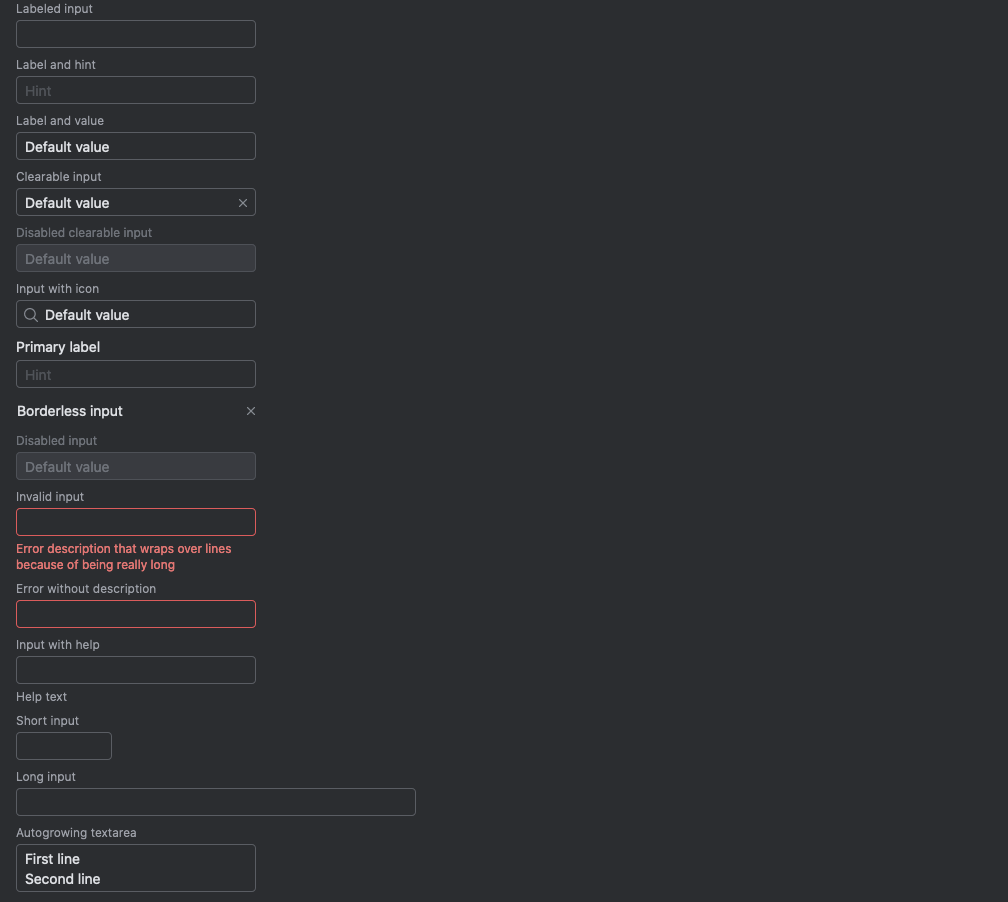 Labeled input
Label and hint
Hint
Label and value
Default value
Clearable input
Default value
Disabled clearable input
Default value
Input with icon
Default value
Primary label
Hint
Borderless input
Disabled input
Default value
Invalid input
Error description that wraps over lines
because of being really long
Error without description
Input with help
Help text
Short input
Long input
Autogrowing textarea
First line
Second line